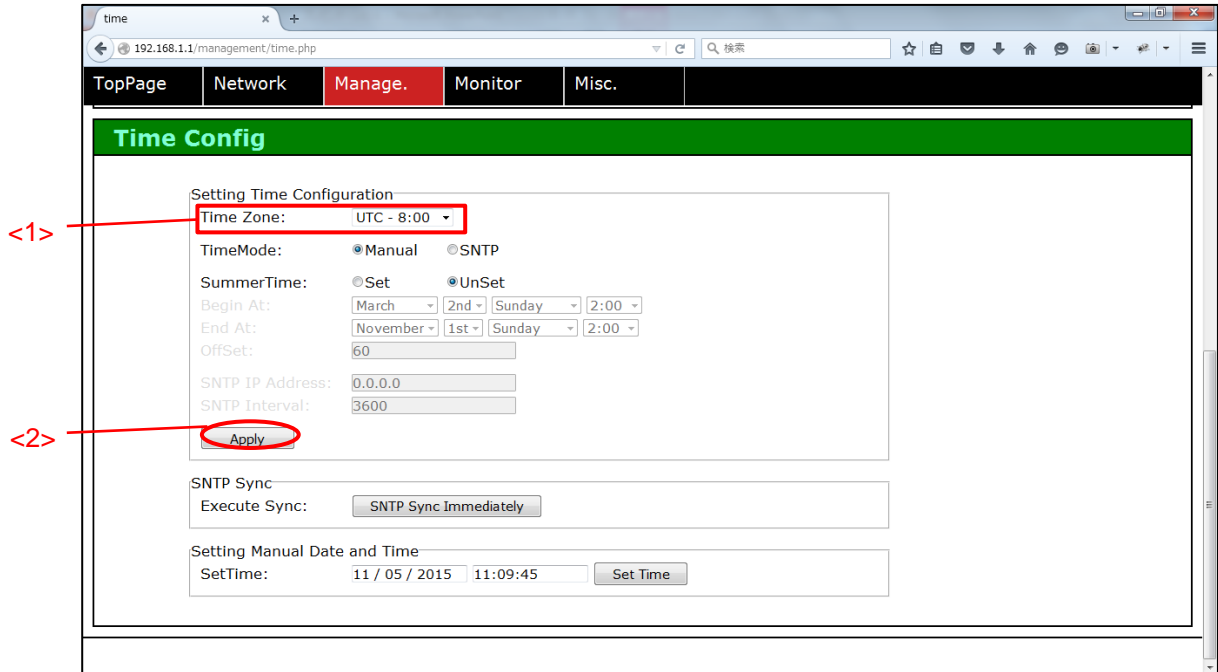 time × +
192.168.1.1/management/time.php 検索
TopPage Network Manage. Monitor Misc.
Time Config
Setting Time Configuration
<1> Time Zone: UTC - 8:00
TimeMode: Manual SNTP
SummerTime: Set UnSet
Begin At: March 2nd Sunday 2:00
End At: November 1st Sunday 2:00
OffSet: 60
SNTP IP Address: 0.0.0.0
SNTP Interval: 3600
<2> Apply
SNTP Sync
Execute Sync: SNTP Sync Immediately
Setting Manual Date and Time
SetTime: 11 / 05 / 2015 11:09:45 Set Time